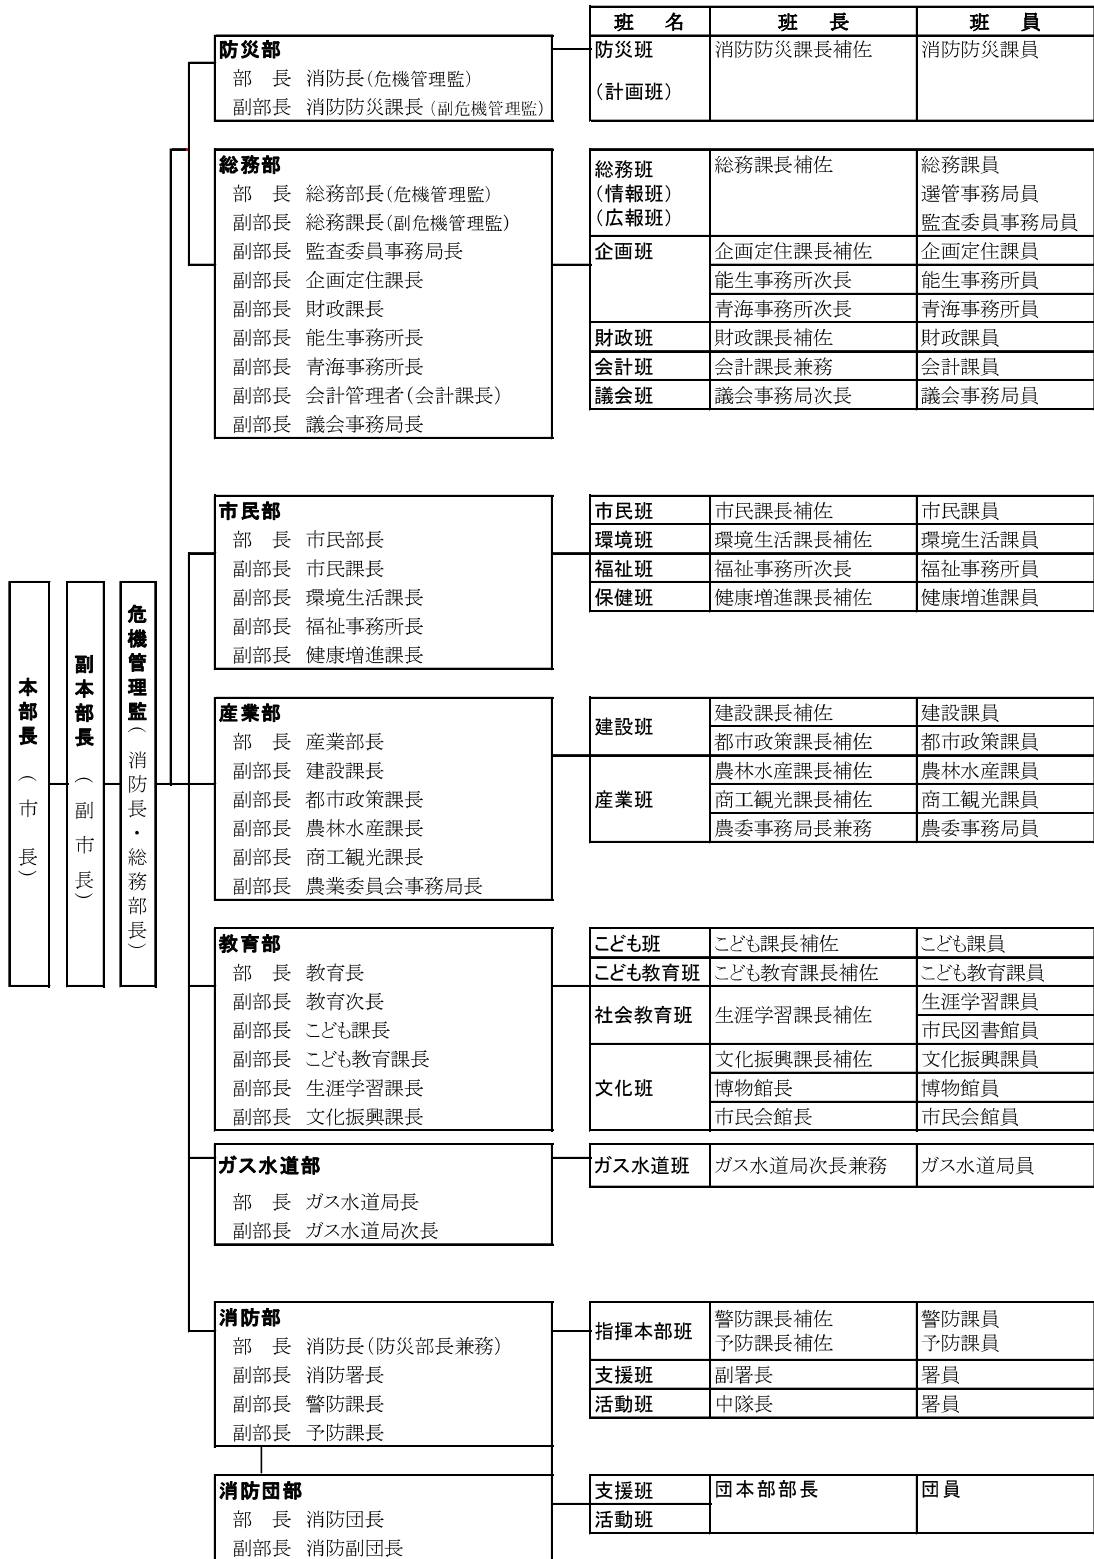 班　名　班　長　班　員
防災部
部　長　消防長(危機管理監)
副部長　消防防災課長(副危機管理監)
防災班　消防防災課長補佐　消防防災課員
(計画班)
総務部
部　長　総務部長(危機管理監)
副部長　総務課長(副危機管理監)
副部長　監査委員事務局長
副部長　企画定住課長
副部長　財政課長
副部長　能生事務所長
副部長　青海事務所長
副部長　会計管理者(会計課長)
副部長　議会事務局長
総務班　総務課長補佐　総務課員
(情報班)　選管事務局員
(広報班)　監査委員事務局員
企画班　企画定住課長補佐　企画定住課員
能生事務所次長　能生事務所員
青海事務所次長　青海事務所員
財政班　財政課長補佐　財政課員
会計班　会計課長兼務　会計課員
議会班　議会事務局次長　議会事務局員
本部長(市　長)
副本部長(副市長)
危機管理監(消防長・総務部長)
市民部
部　長　市民部長
副部長　市民課長
副部長　環境生活課長
副部長　福祉事務所長
副部長　健康増進課長
市民班　市民課長補佐　市民課員
環境班　環境生活課長補佐　環境生活課員
福祉班　福祉事務所次長　福祉事務所員
保健班　健康増進課長補佐　健康増進課員
産業部
部　長　産業部長
副部長　建設課長
副部長　都市政策課長
副部長　農林水産課長
副部長　商工観光課長
副部長　農業委員会事務局長
建設班　建設課長補佐　建設課員
都市政策課長補佐　都市政策課員
産業班　農林水産課長補佐　農林水産課員
商工観光課長補佐　商工観光課員
農委事務局長兼務　農委事務局員
教育部
部　長　教育長
副部長　教育次長
副部長　こども課長
副部長　こども教育課長
副部長　生涯学習課長
副部長　文化振興課長
こども班　こども課長補佐　こども課員
こども教育班　こども教育課長補佐　こども教育課員
社会教育班　生涯学習課長補佐　生涯学習課員
市民図書館員
文化班　文化振興課長補佐　文化振興課員
博物館長　博物館員
市民会館長　市民会館員
ガス水道部
部　長　ガス水道局長
副部長　ガス水道局次長
ガス水道班　ガス水道局次長兼務　ガス水道局員
消防部
部　長　消防長(防災部長兼務)
副部長　消防署長
副部長　警防課長
副部長　予防課長
指揮本部班　警防課長補佐　警防課員
予防課長補佐　予防課員
支援班　副署長　署員
活動班　中隊長　署員
消防団部
部　長　消防団長
副部長　消防副団長
支援班　団本部部長　団員
活動班